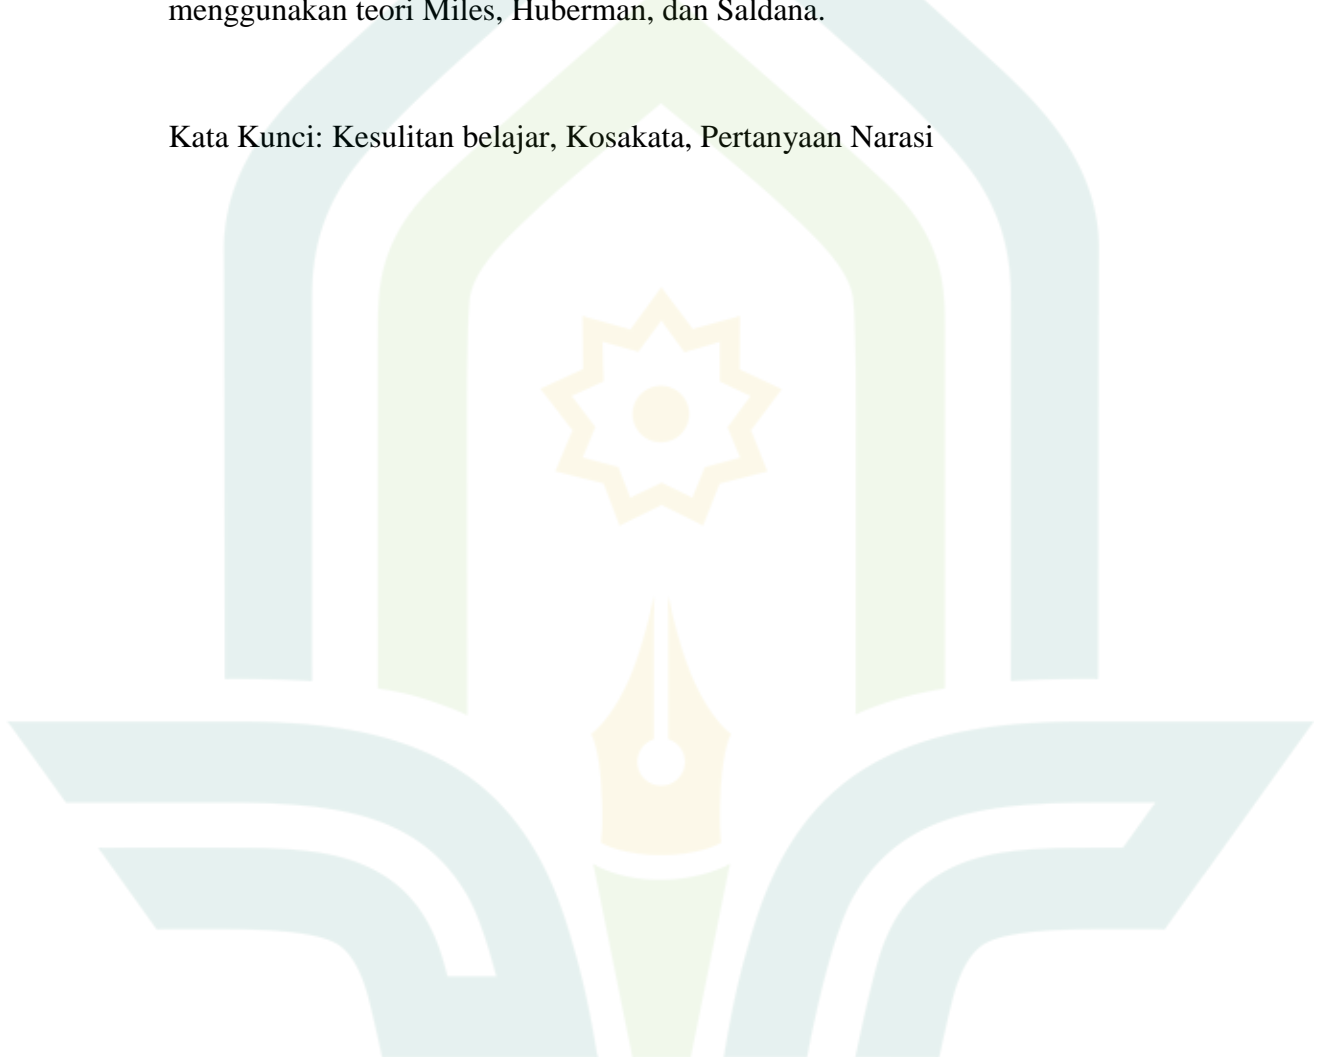 menggunakan teori Miles, Huberman, dan Saldana.
Kata Kunci: Kesulitan belajar, Kosakata, Pertanyaan Narasi